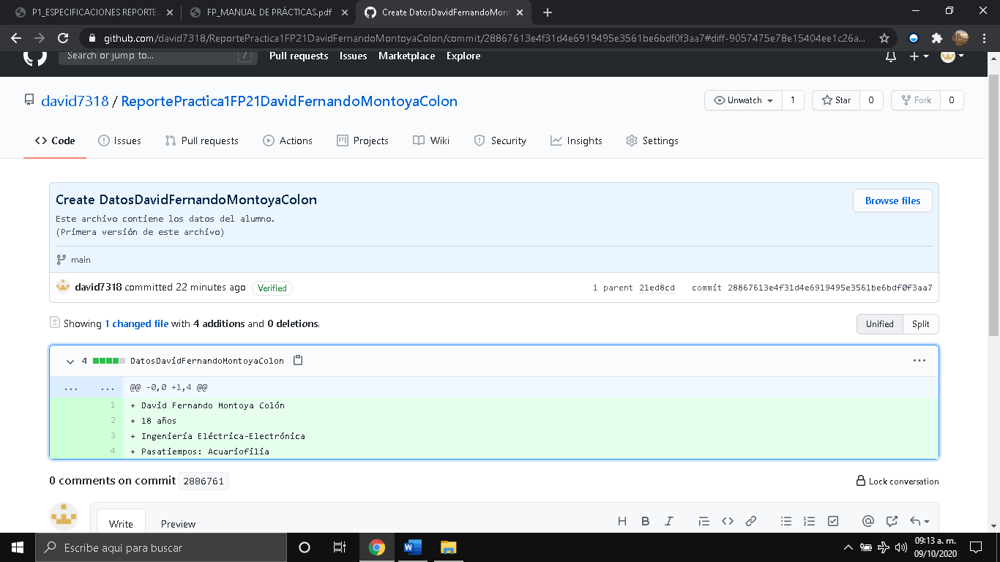 P1_ESPECIFICACIONES REPORTE.p
FP_MANUAL DE PRÁCTICAS.pdf
Create DatosDavidFernandoMont
github.com/david7318/ReportePractica1FP21DavidFernandoMontoyaColon/commit/28867613e4f31d4e6919495e3561be6bdf0f3aa7#diff-9057475e78e15404ee1c26a...
Search or jump to... /
Pull requests Issues Marketplace Explore
david7318 / ReportePractica1FP21DavidFernandoMontoyaColon
Unwatch 1 Star 0 Fork 0
Code Issues Pull requests Actions Projects Wiki Security Insights Settings
Create DatosDavidFernandoMontoyaColon
Browse files
Este archivo contiene los datos del alumno.
(Primera versión de este archivo)
main
david7318 committed 22 minutes ago Verified
1 parent 21ed8cd commit 28867613e4f31d4e6919495e3561be6bdf0f3aa7
Showing 1 changed file with 4 additions and 0 deletions.
Unified Split
4 DatosDavidFernandoMontoyaColon ...
... ... @@ -0,0 +1,4 @@
1 + David Fernando Montoya Colón
2 + 18 años
3 + Ingeniería Eléctrica-Electrónica
4 + Pasatiempos: Acuariofilia
0 comments on commit 2886761
Lock conversation
Write Preview
H B I
Escribe aquí para buscar
09:13 a. m.
09/10/2020